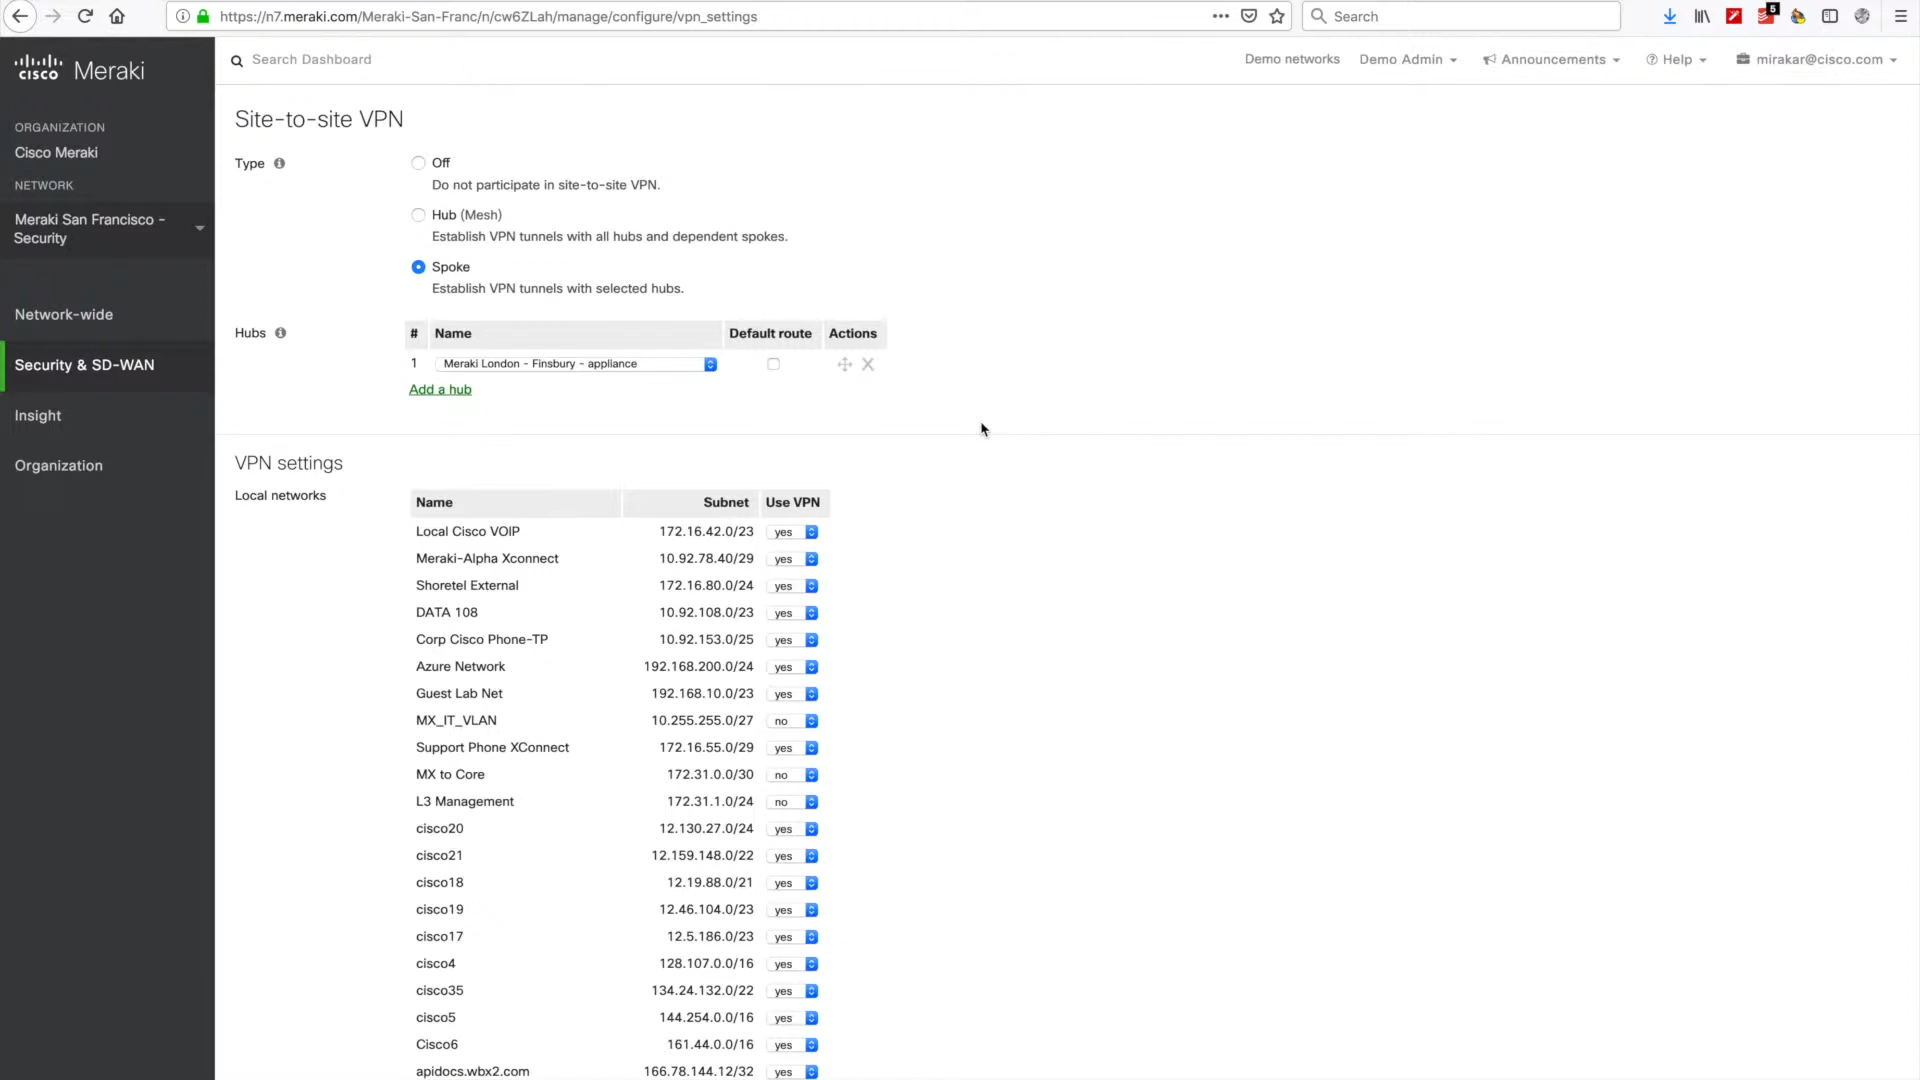 https://n7.meraki.com/Meraki-San-Franc/n/cw6ZLah/manage/configure/vpn_settings
Search
5
cisco Meraki
Search Dashboard
Demo networks
Demo Admin
Announcements
Help
mirakar@cisco.com
ORGANIZATION
Cisco Meraki
NETWORK
Meraki San Francisco -
Security
Network-wide
Security & SD-WAN
Insight
Organization
Site-to-site VPN
Type
Off
Do not participate in site-to-site VPN.
Hub (Mesh)
Establish VPN tunnels with all hubs and dependent spokes.
Spoke
Establish VPN tunnels with selected hubs.
Hubs
# Name Default route Actions
1 Meraki London - Finsbury - appliance
Add a hub
VPN settings
Local networks
Name Subnet Use VPN
Local Cisco VOIP 172.16.42.0/23 yes
Meraki-Alpha Xconnect 10.92.78.40/29 yes
Shoretel External 172.16.80.0/24 yes
DATA 108 10.92.108.0/23 yes
Corp Cisco Phone-TP 10.92.153.0/25 yes
Azure Network 192.168.200.0/24 yes
Guest Lab Net 192.168.10.0/23 yes
MX_IT_VLAN 10.255.255.0/27 no
Support Phone XConnect 172.16.55.0/29 yes
MX to Core 172.31.0.0/30 no
L3 Management 172.31.1.0/24 no
cisco20 12.130.27.0/24 yes
cisco21 12.159.148.0/22 yes
cisco18 12.19.88.0/21 yes
cisco19 12.46.104.0/23 yes
cisco17 12.5.186.0/23 yes
cisco4 128.107.0.0/16 yes
cisco35 134.24.132.0/22 yes
cisco5 144.254.0.0/16 yes
Cisco6 161.44.0.0/16 yes
apidocs.wbx2.com 166.78.144.12/32 yes